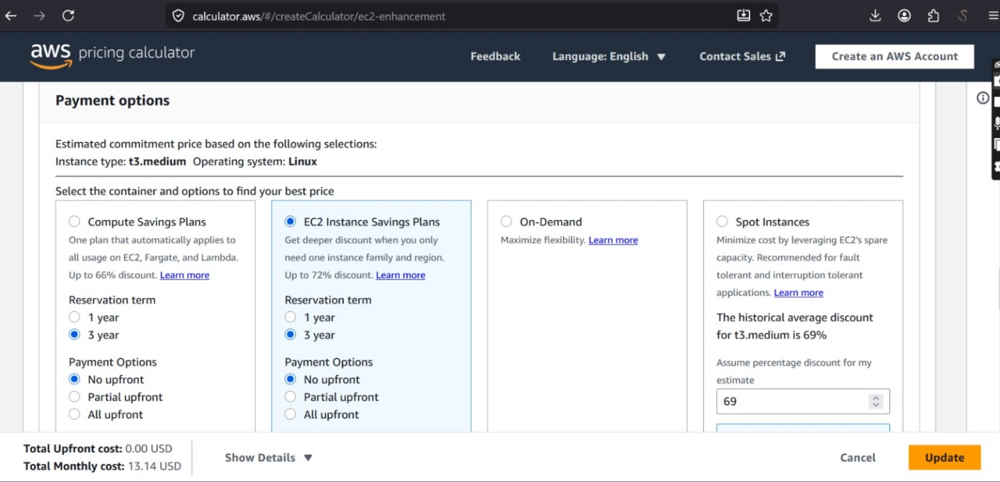 calculator.aws/#/createCalculator/ec2-enhancement
aws pricing calculator
Feedback
Language: English
Contact Sales
Create an AWS Account
Payment options
Estimated commitment price based on the following selections:
Instance type: t3.medium Operating system: Linux
Select the container and options to find your best price
Compute Savings Plans
One plan that automatically applies to
all usage on EC2, Fargate, and Lambda.
Up to 66% discount. Learn more
Reservation term
1 year
3 year
Payment Options
No upfront
Partial upfront
All upfront
EC2 Instance Savings Plans
Get deeper discount when you only
need one instance family and region.
Up to 72% discount. Learn more
Reservation term
1 year
3 year
Payment Options
No upfront
Partial upfront
All upfront
On-Demand
Maximize flexibility. Learn more
Spot Instances
Minimize cost by leveraging EC2's spare
capacity. Recommended for fault
tolerant and interruption tolerant
applications. Learn more
The historical average discount
for t3.medium is 69%
Assume percentage discount for my
estimate
69
Total Upfront cost: 0.00 USD
Total Monthly cost: 13.14 USD
Show Details
Cancel
Update